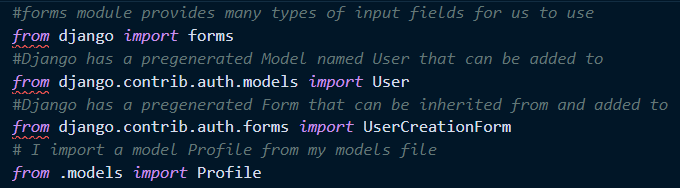 #forms module provides many types of input fields for us to use
from django import forms
#Django has a pregenerated Model named User that can be added to
from django.contrib.auth.models import User
#Django has a pregenerated Form that can be inherited from and added to
from django.contrib.auth.forms import UserCreationForm
# I import a model Profile from my models file
from .models import Profile